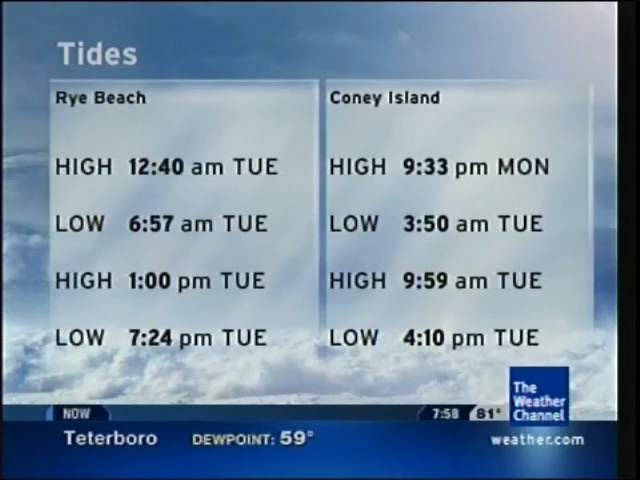 Tides
Rye Beach
HIGH 12:40 am TUE
LOW 6:57 am TUE
HIGH 1:00 pm TUE
LOW 7:24 pm TUE
Coney Island
HIGH 9:33 pm MON
LOW 3:50 am TUE
HIGH 9:59 am TUE
LOW 4:10 pm TUE
NOW
7:58 81°
The
Weather
Channel
Teterboro DEWPOINT: 59°
weather.com